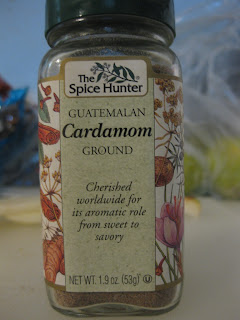 The
Spice Hunter
GUATEMALAN
Cardamom
GROUND
Cherished
worldwide for
its aromatic role
from sweet to
savory
NET WT. 1.9 oz. (53g)